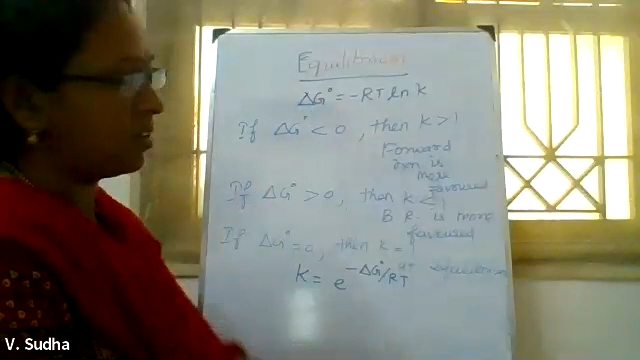 Equilibrium
ΔG° = -RT ln K
If ΔG° < 0, then K > 1
Forward
rxn is
more
favoured
If ΔG° > 0, then K < 1
B R. is more
favoured
If ΔG° = 0, then K = 1
at equilibrium
K = e^-ΔG°/RT
V. Sudha